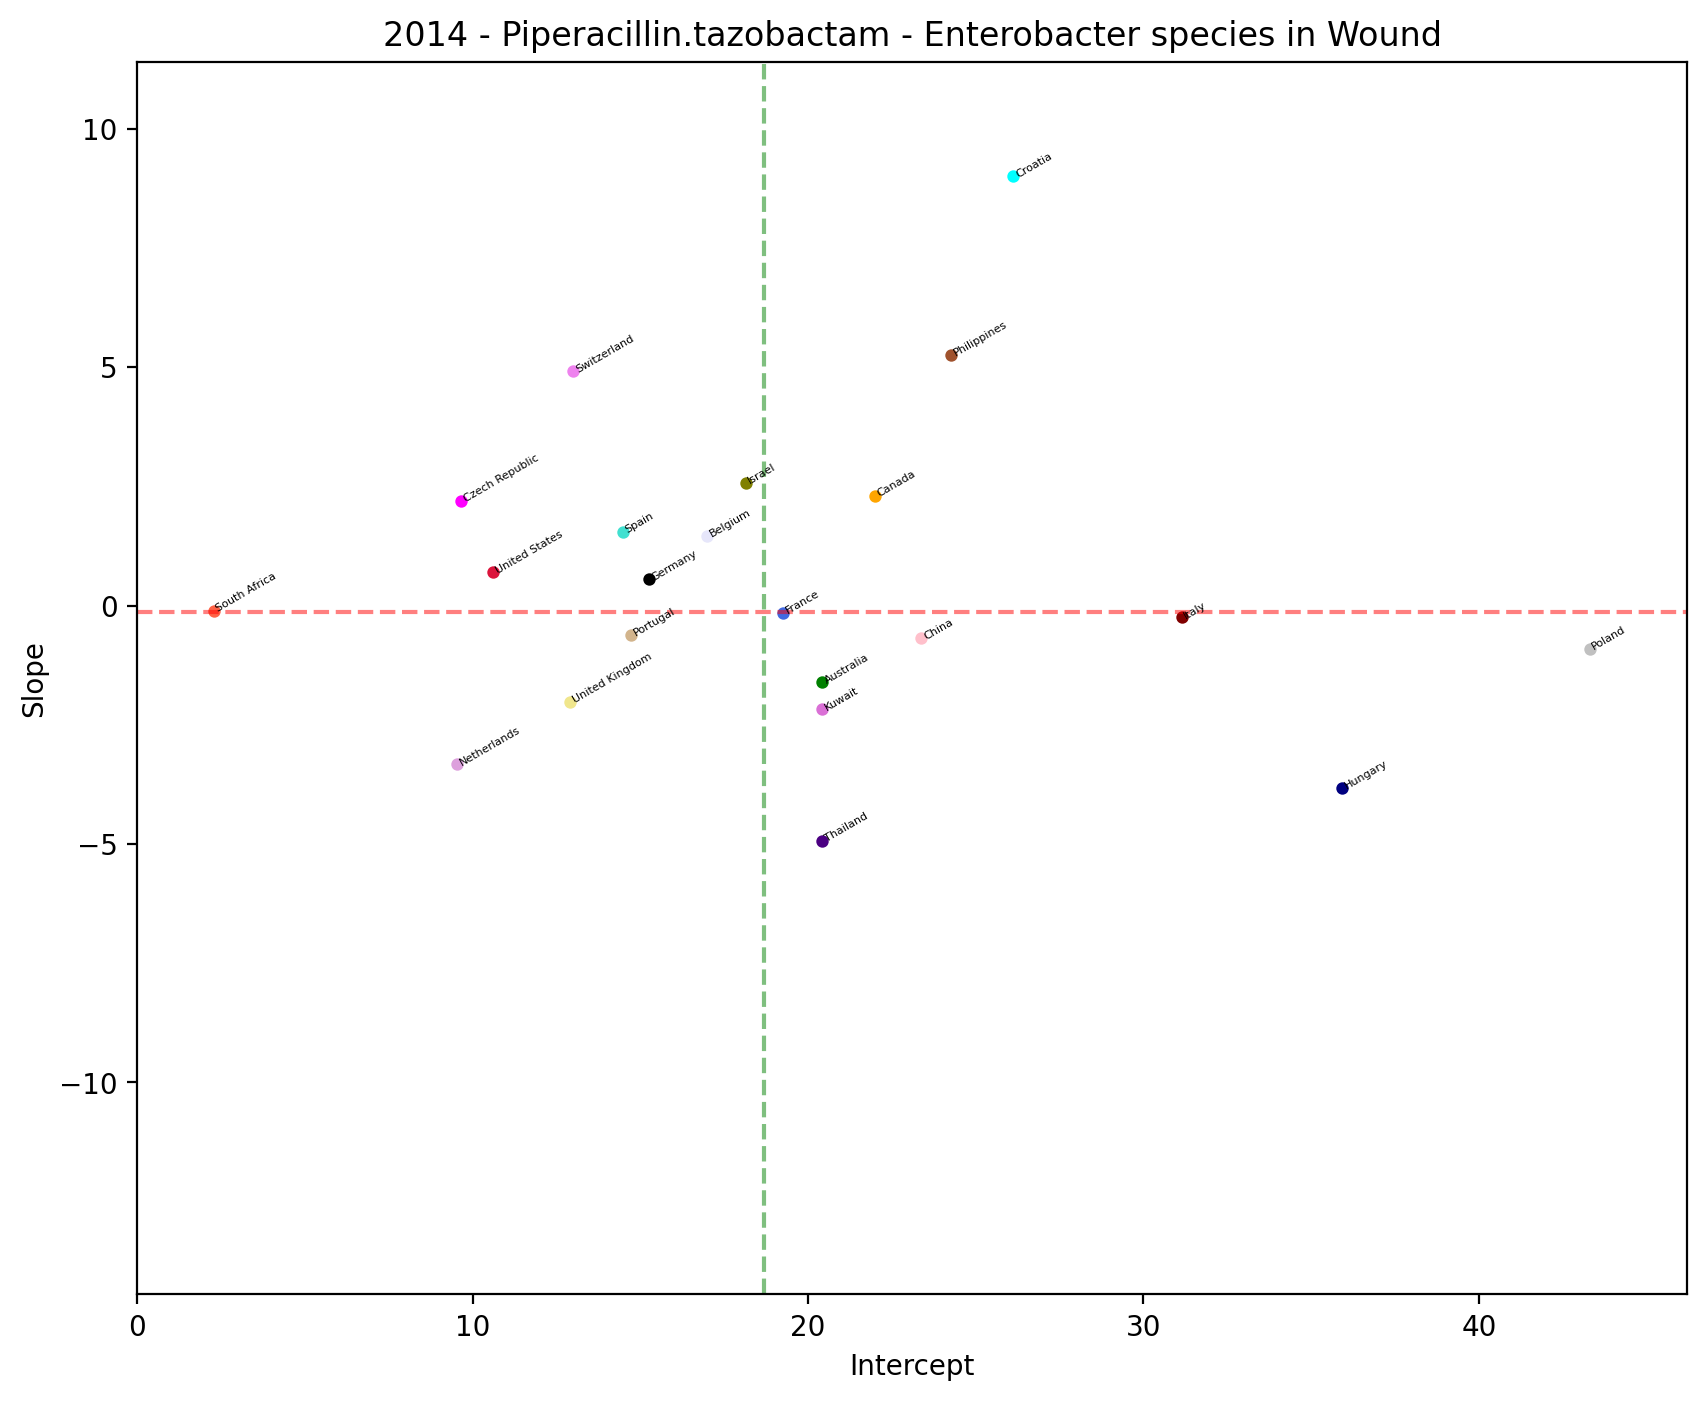 2014 - Piperacillin.tazobactam - Enterobacter species in Wound
10
5
0
−5
−10
Slope
Croatia
Philippines
Switzerland
Israel
Canada
Czech Republic
Spain
Belgium
United States
Germany
South Africa
France
Italy
Portugal
China
Poland
Australia
United Kingdom
Kuwait
Netherlands
Hungary
Thailand
0
10
20
30
40
Intercept